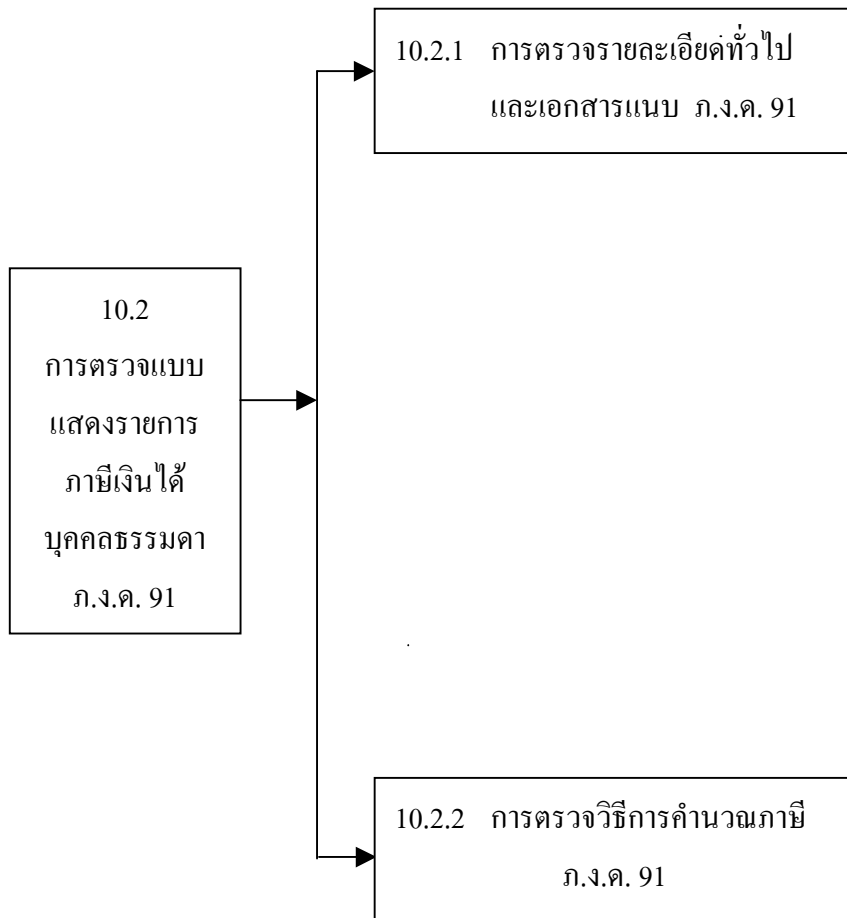 10.2.1 การตรวจรายละเอียดทั่วไป
และเอกสารแนบ ภ.ง.ด. 91
10.2
การตรวจแบบ
แสดงรายการ
ภาษีเงินได้
บุคคลธรรมดา
ภ.ง.ด. 91
10.2.2 การตรวจวิธีการคำนวณภาษี
ภ.ง.ด. 91